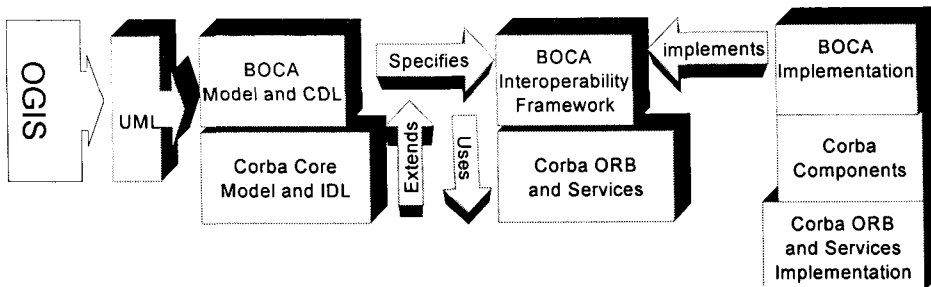 OGIS
UML
BOCA
Model and CDL
Corba Core
Model and IDL
Specifies
Extends
Uses
BOCA
Interoperability
Framework
Corba ORB
and Services
implements
BOCA
Implementation
Corba
Components
Corba ORB
and Services
Implementation